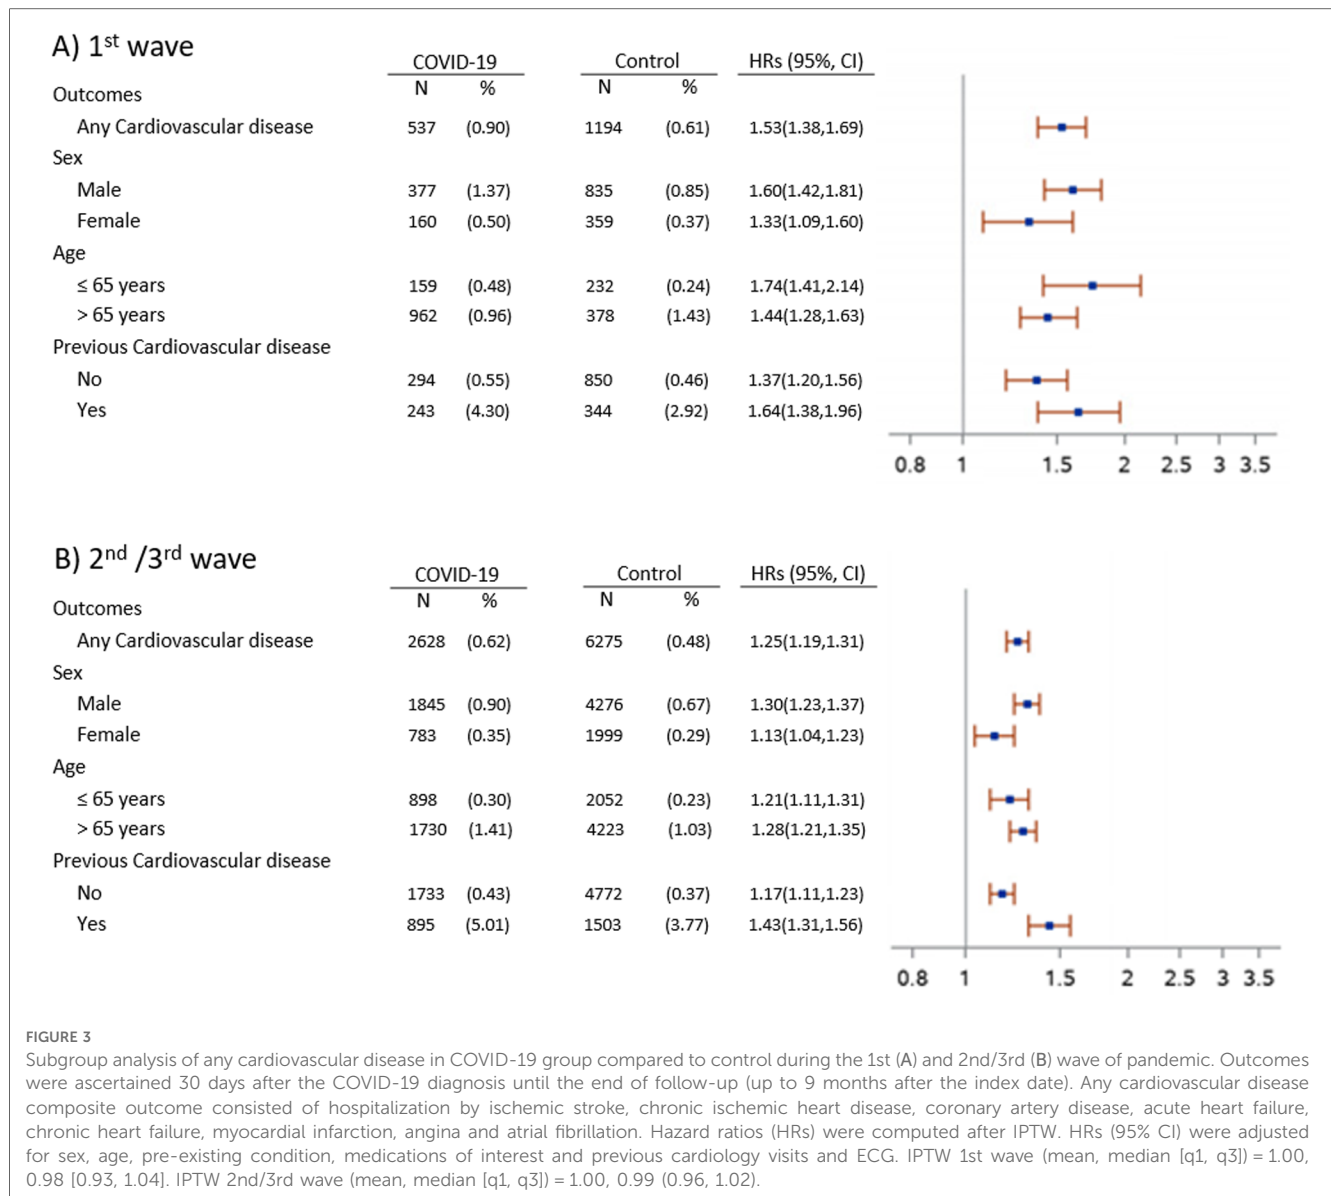 A) 1st wave
COVID-19 Control HRs (95%, CI)
N % N %
Outcomes
Any Cardiovascular disease 537 (0.90) 1194 (0.61) 1.53(1.38,1.69)
Sex
Male 377 (1.37) 835 (0.85) 1.60(1.42,1.81)
Female 160 (0.50) 359 (0.37) 1.33(1.09,1.60)
Age
≤ 65 years 159 (0.48) 232 (0.24) 1.74(1.41,2.14)
> 65 years 962 (0.96) 378 (1.43) 1.44(1.28,1.63)
Previous Cardiovascular disease
No 294 (0.55) 850 (0.46) 1.37(1.20,1.56)
Yes 243 (4.30) 344 (2.92) 1.64(1.38,1.96)
0.8 1 1.5 2 2.5 3 3.5
B) 2nd /3rd wave
COVID-19 Control HRs (95%, CI)
N % N %
Outcomes
Any Cardiovascular disease 2628 (0.62) 6275 (0.48) 1.25(1.19,1.31)
Sex
Male 1845 (0.90) 4276 (0.67) 1.30(1.23,1.37)
Female 783 (0.35) 1999 (0.29) 1.13(1.04,1.23)
Age
≤ 65 years 898 (0.30) 2052 (0.23) 1.21(1.11,1.31)
> 65 years 1730 (1.41) 4223 (1.03) 1.28(1.21,1.35)
Previous Cardiovascular disease
No 1733 (0.43) 4772 (0.37) 1.17(1.11,1.23)
Yes 895 (5.01) 1503 (3.77) 1.43(1.31,1.56)
0.8 1 1.5 2 2.5 3 3.5
FIGURE 3
Subgroup analysis of any cardiovascular disease in COVID-19 group compared to control during the 1st (A) and 2nd/3rd (B) wave of pandemic. Outcomes
were ascertained 30 days after the COVID-19 diagnosis until the end of follow-up (up to 9 months after the index date). Any cardiovascular disease
composite outcome consisted of hospitalization by ischemic stroke, chronic ischemic heart disease, coronary artery disease, acute heart failure,
chronic heart failure, myocardial infarction, angina and atrial fibrillation. Hazard ratios (HRs) were computed after IPTW. HRs (95% CI) were adjusted
for sex, age, pre-existing condition, medications of interest and previous cardiology visits and ECG. IPTW 1st wave (mean, median [q1, q3]) = 1.00,
0.98 [0.93, 1.04]. IPTW 2nd/3rd wave (mean, median [q1, q3]) = 1.00, 0.99 (0.96, 1.02).